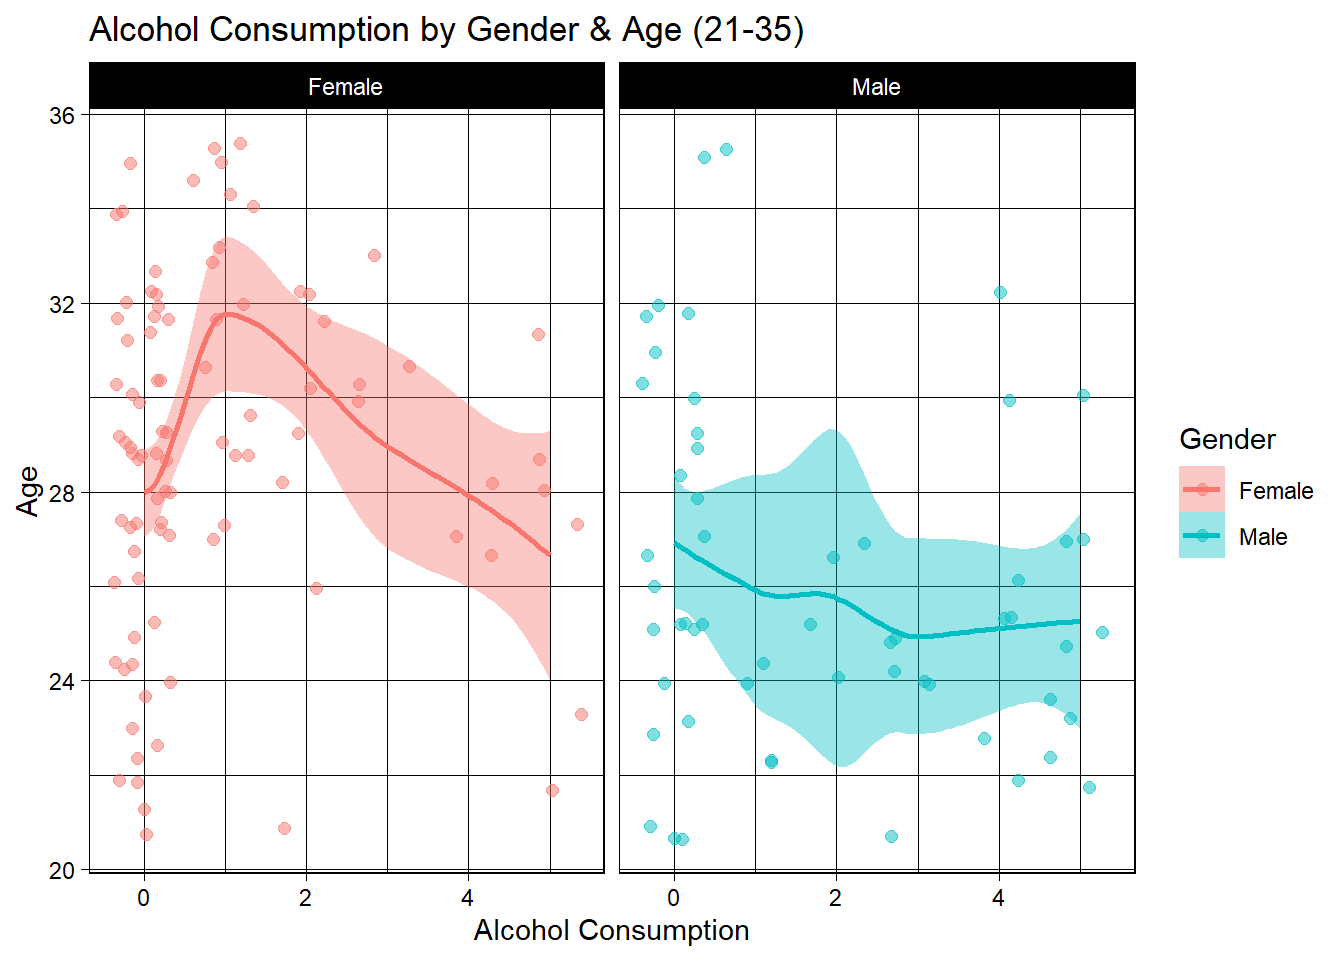 Alcohol Consumption by Gender & Age (21-35)
Female
Male
36
32
28
24
20
Age
0
2
4
0
2
4
Alcohol Consumption
Gender
Female
Male